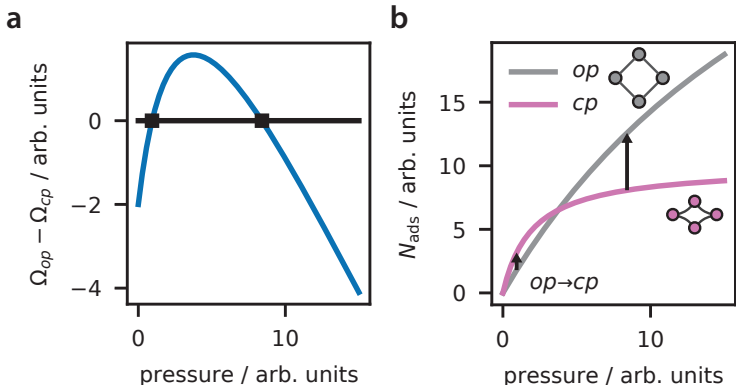 a
Ω_op − Ω_cp / arb. units
0
−2
−4
0
10
pressure / arb. units
b
N_ads / arb. units
15
10
5
0
op
cp
op→cp
0
10
pressure / arb. units